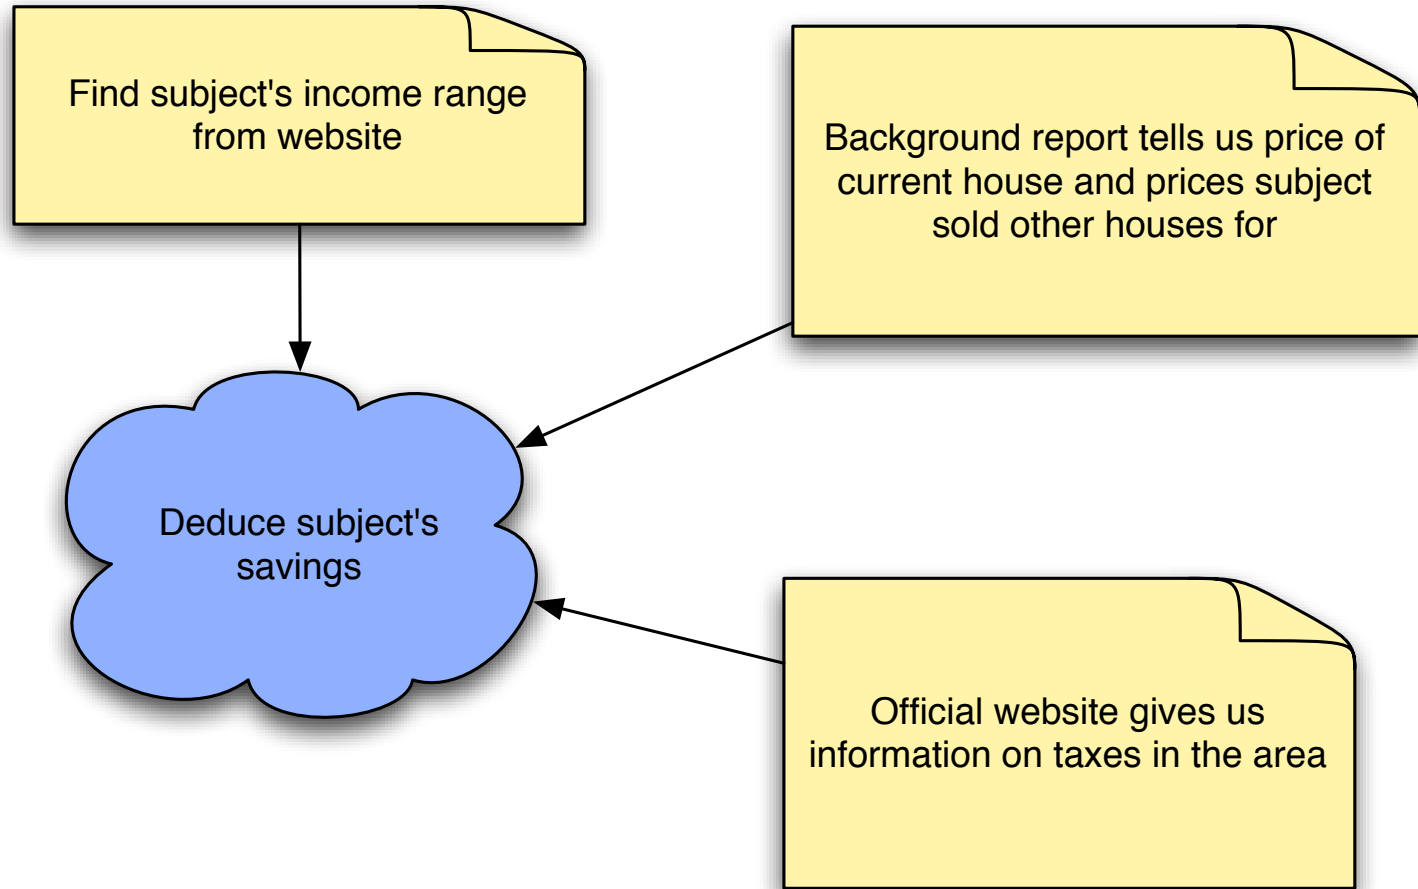 Find subject's income range
from website
Background report tells us price of
current house and prices subject
sold other houses for
Deduce subject's
savings
Official website gives us
information on taxes in the area